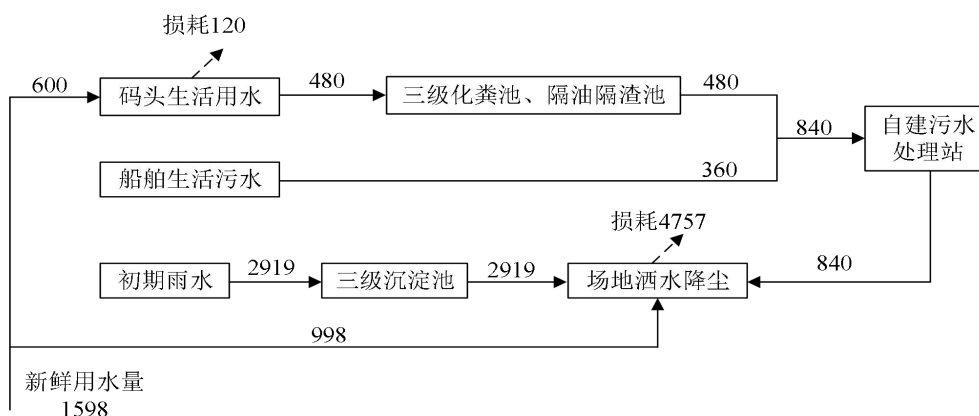 损耗120
600
码头生活用水
480
三级化粪池、隔油隔渣池
480
840
自建污水
处理站
船舶生活污水
360
损耗4757
初期雨水
2919
三级沉淀池
2919
场地洒水降尘
840
998
新鲜用水量
1598